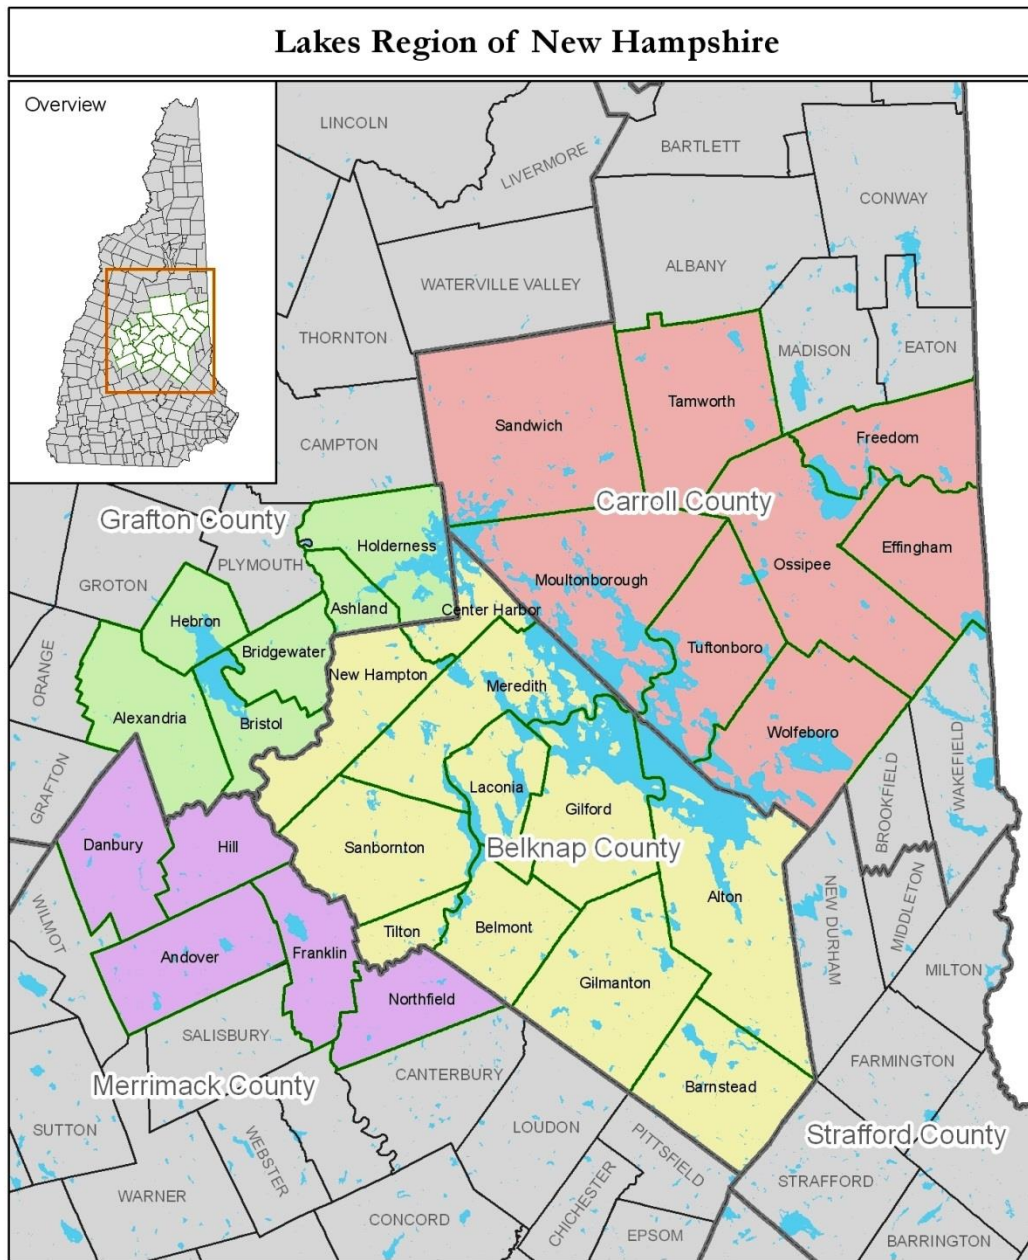 Lakes Region of New Hampshire
Overview
LINCOLN
LIVERMORE
BARTLETT
CONWAY
ALBANY
WATERVILLE VALLEY
THORNTON
MADISON
EATON
Tamworth
Sandwich
Freedom
CAMPTON
Carroll County
Grafton County
Holderness
Effingham
PLYMOUTH
Ossipee
GROTON
Moultonborough
Ashland
Center Harbor
Hebron
Bridgewater
Tuftonboro
ORANGE
New Hampton
Meredith
Alexandria
Bristol
Wolfeboro
WAKEFIELD
BROOKFIELD
GRAFTON
Laconia
Gilford
Danbury
Hill
Sanbornton
Belknap County
Alton
WILMOT
NEW DURHAM
MIDDLETON
Tilton
Belmont
Andover
Franklin
MILTON
Gilmanton
Northfield
SALISBURY
FARMINGTON
Merrimack County
CANTERBURY
Barnstead
SUTTON
WEBSTER
LOUDON
PITTSFIELD
Strafford County
STRAFFORD
WARNER
CHICHESTER
CONCORD
EPSOM
BARRINGTON